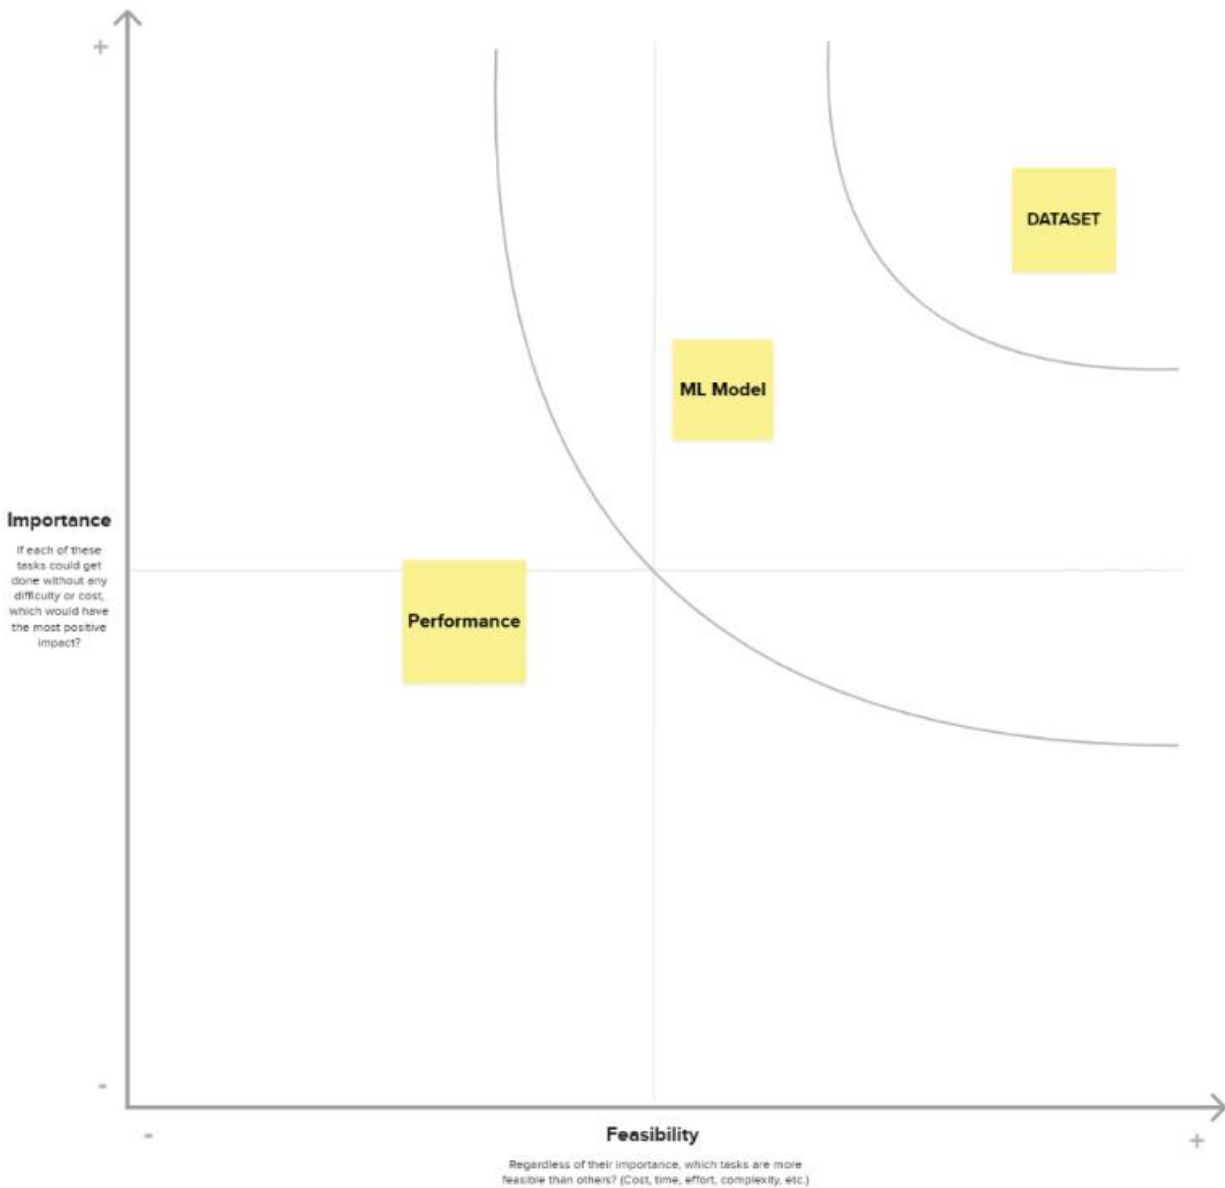 +
DATASET
ML Model
Importance
If each of these
tasks could get
done without any
difficulty or cost,
which would have
the most positive
impact?
Performance
-
-
Feasibility
+
Regardless of their importance, which tasks are more
feasible than others? (Cost, time, effort, complexity, etc.)